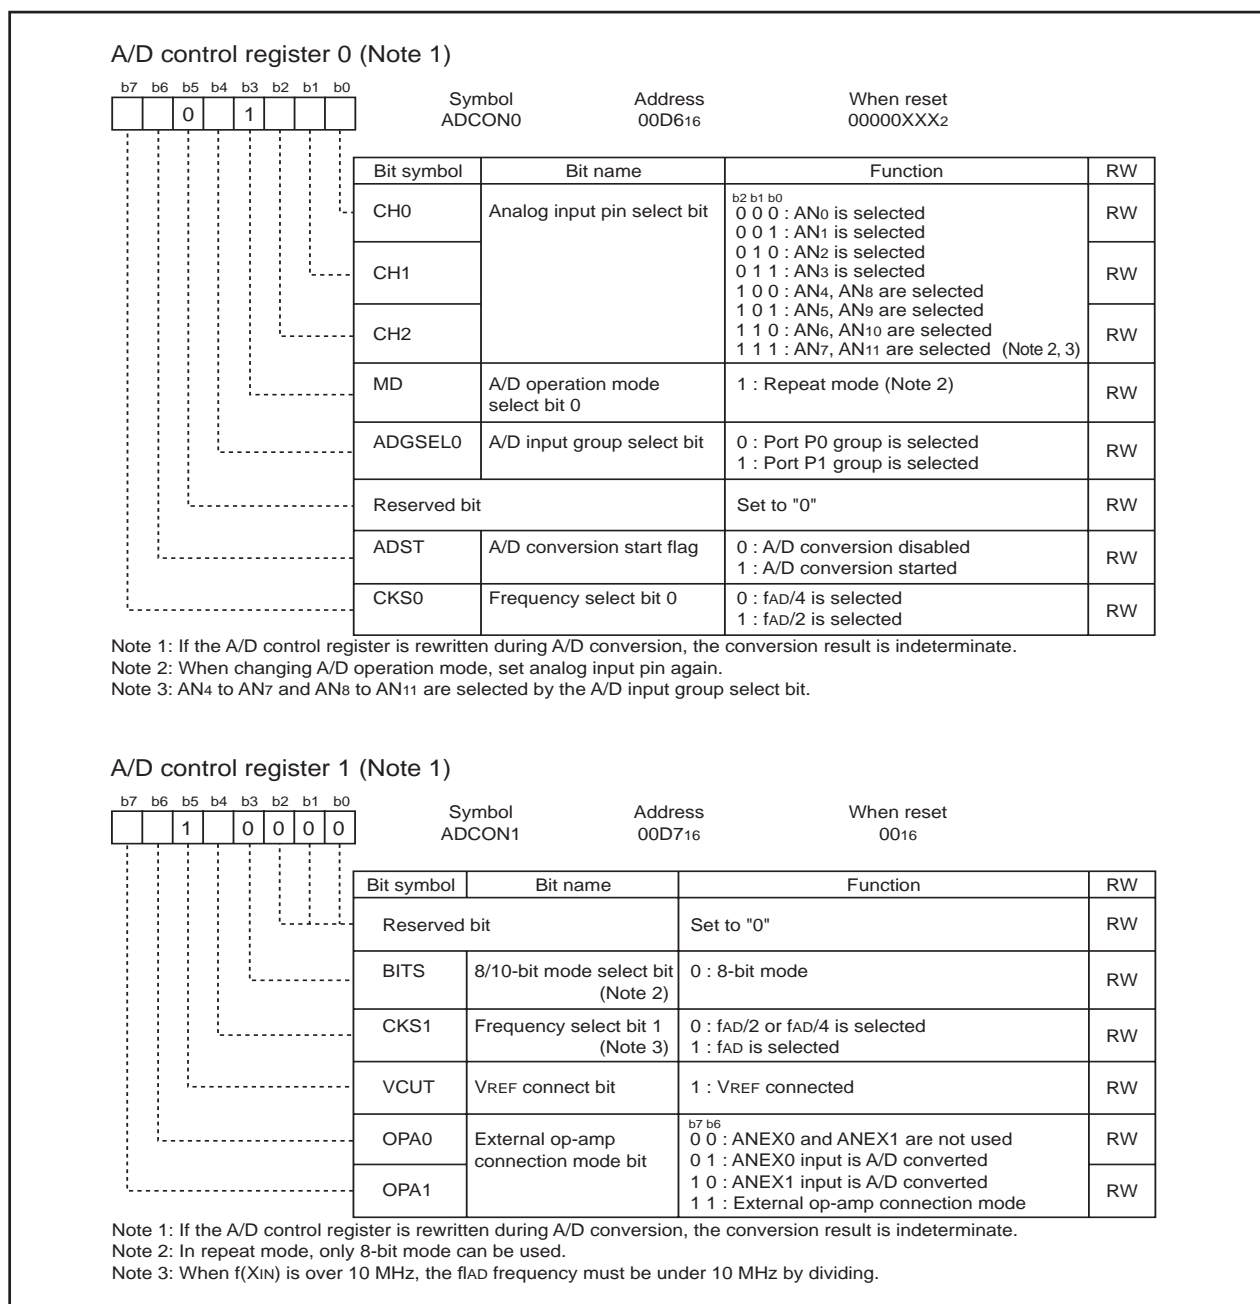 A/D control register 0 (Note 1)
b7 b6 b5 b4 b3 b2 b1 b0
0 1
Symbol Address When reset
ADCON0 00D616 00000XXX2
Bit symbol Bit name Function RW
CH0 Analog input pin select bit b2 b1 b0 RW
0 0 0 : AN0 is selected
0 0 1 : AN1 is selected
0 1 0 : AN2 is selected
CH1 0 1 1 : AN3 is selected RW
1 0 0 : AN4, AN8 are selected
1 0 1 : AN5, AN9 are selected
CH2 1 1 0 : AN6, AN10 are selected RW
1 1 1 : AN7, AN11 are selected (Note 2, 3)
MD A/D operation mode 1 : Repeat mode (Note 2) RW
select bit 0
ADGSEL0 A/D input group select bit 0 : Port P0 group is selected RW
1 : Port P1 group is selected
Reserved bit Set to "0" RW
ADST A/D conversion start flag 0 : A/D conversion disabled RW
1 : A/D conversion started
CKS0 Frequency select bit 0 0 : fAD/4 is selected RW
1 : fAD/2 is selected
Note 1: If the A/D control register is rewritten during A/D conversion, the conversion result is indeterminate.
Note 2: When changing A/D operation mode, set analog input pin again.
Note 3: AN4 to AN7 and AN8 to AN11 are selected by the A/D input group select bit.
A/D control register 1 (Note 1)
b7 b6 b5 b4 b3 b2 b1 b0
1 0 0 0 0
Symbol Address When reset
ADCON1 00D716 0016
Bit symbol Bit name Function RW
Reserved bit Set to "0" RW
BITS 8/10-bit mode select bit 0 : 8-bit mode RW
(Note 2)
CKS1 Frequency select bit 1 0 : fAD/2 or fAD/4 is selected RW
(Note 3) 1 : fAD is selected
VCUT VREF connect bit 1 : VREF connected RW
OPA0 External op-amp b7 b6 RW
connection mode bit 0 0 : ANEX0 and ANEX1 are not used
0 1 : ANEX0 input is A/D converted
OPA1 1 0 : ANEX1 input is A/D converted RW
1 1 : External op-amp connection mode
Note 1: If the A/D control register is rewritten during A/D conversion, the conversion result is indeterminate.
Note 2: In repeat mode, only 8-bit mode can be used.
Note 3: When f(XIN) is over 10 MHz, the flAD frequency must be under 10 MHz by dividing.